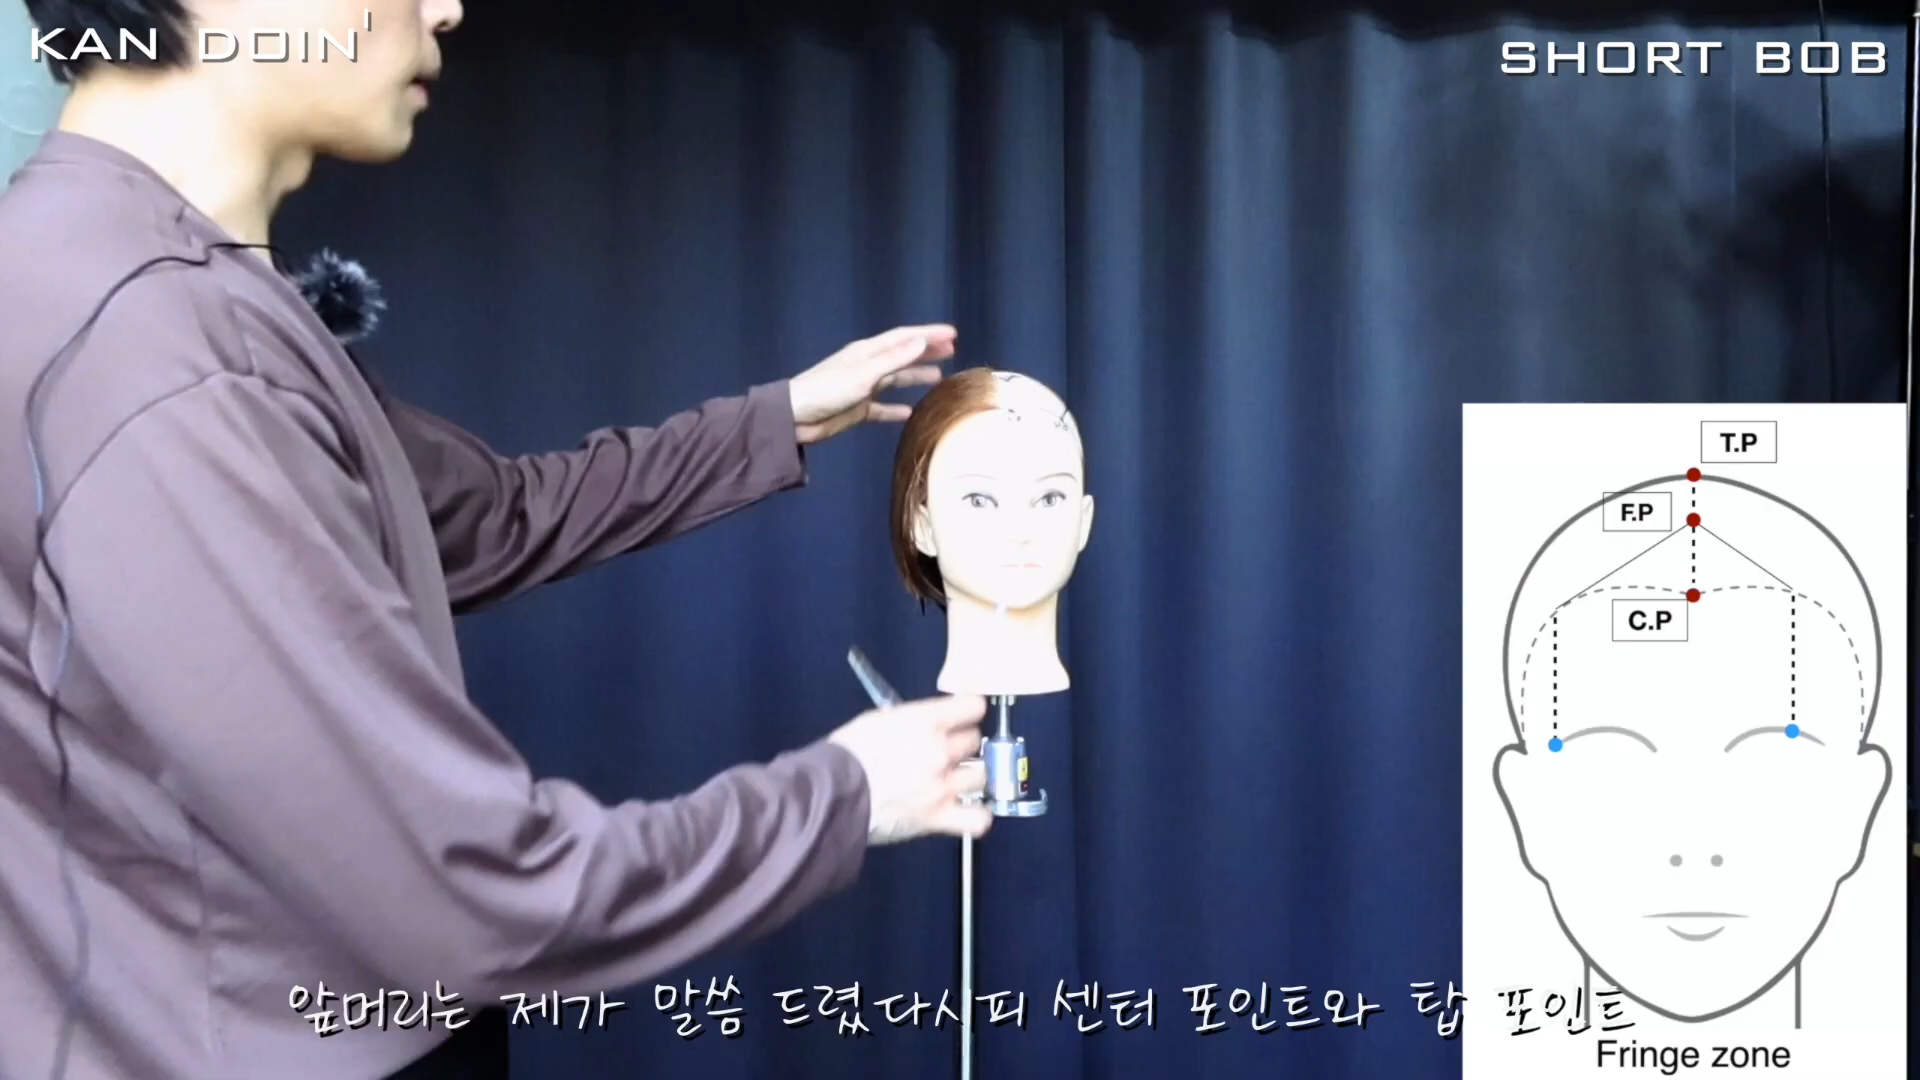 KAN DOIN'
SHORT BOB
T.P
F.P
C.P
앞머리는 제가 말씀 드렸다시피 센터 포인트와 탑 포인트
Fringe zone